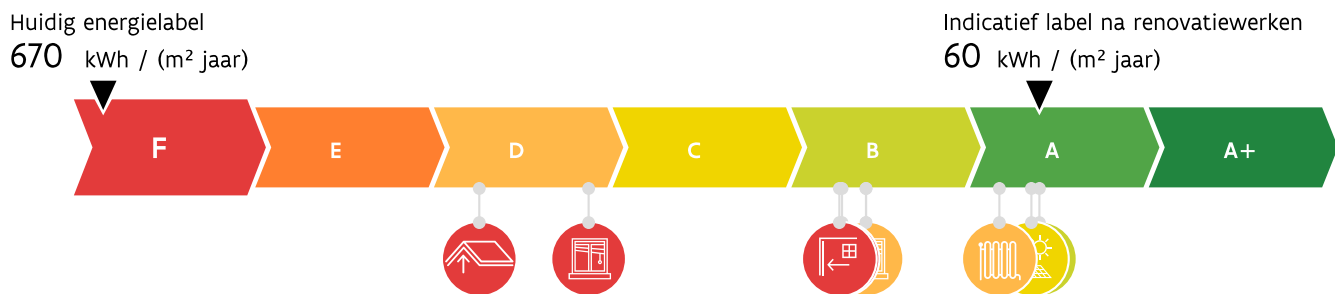 Huidig energielabel
670 kWh / (m² jaar)
Indicatief label na renovatiewerken
60 kWh / (m² jaar)
F E D C B A A+